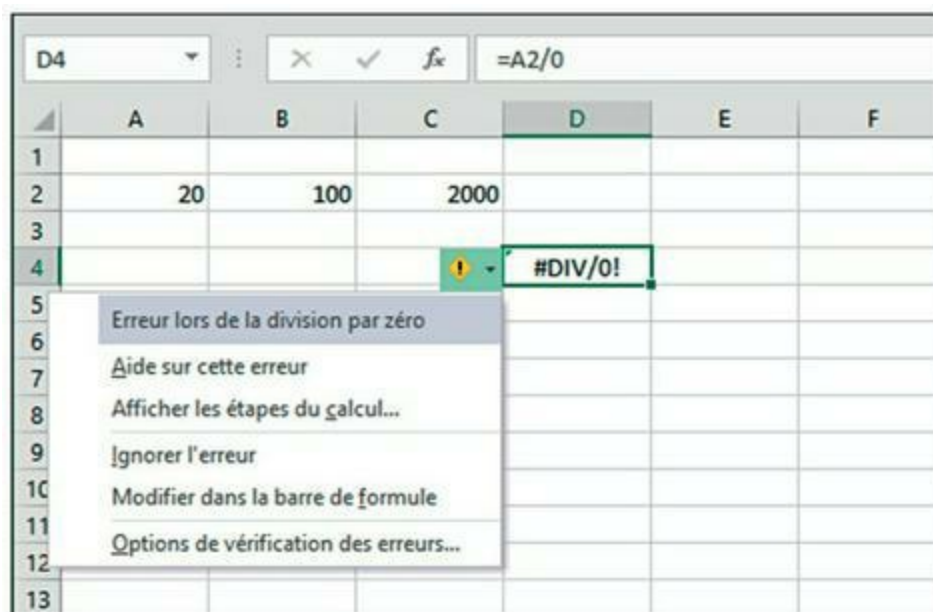 D4 fx =A2/0
A B C D E F
1
2 20 100 2000
3
4 #DIV/0!
5
Erreur lors de la division par zéro
6
7 Aide sur cette erreur
8 Afficher les étapes du calcul...
9 Ignorer l'erreur
10 Modifier dans la barre de formule
11
12 Options de vérification des erreurs...
13